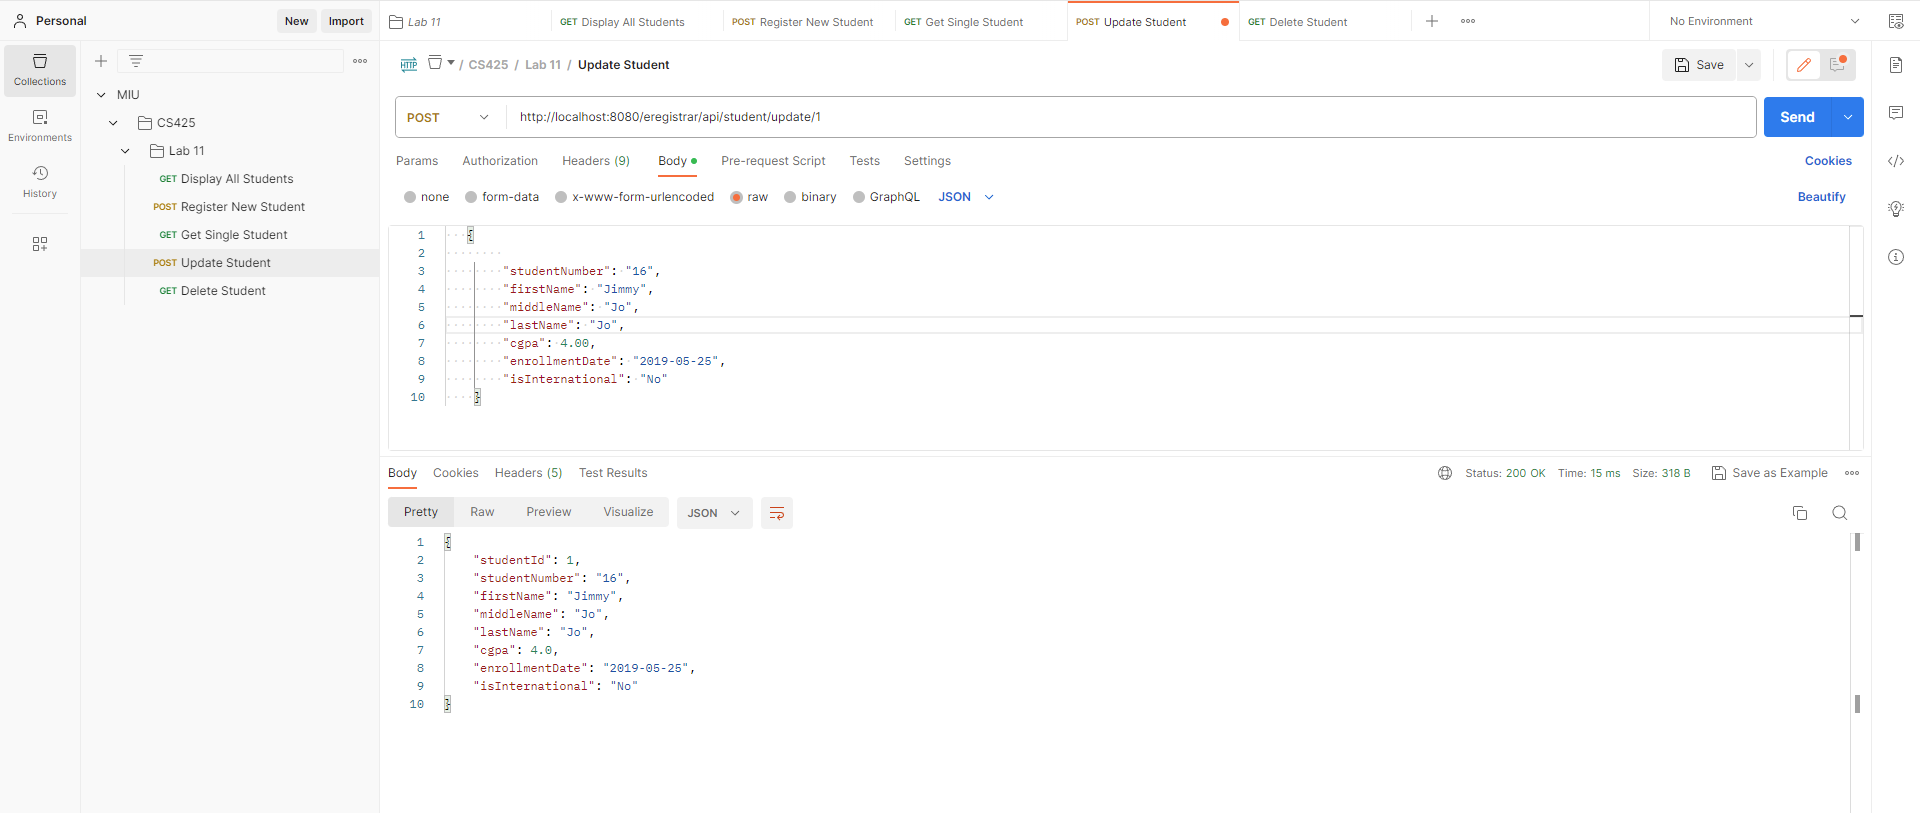 Personal
New
Import
Lab 11
GET Display All Students
POST Register New Student
GET Get Single Student
POST Update Student
GET Delete Student
No Environment
Collections
Environments
History
MIU
CS425
Lab 11
GET Display All Students
POST Register New Student
GET Get Single Student
POST Update Student
GET Delete Student
HTTP / CS425 / Lab 11 / Update Student
Save
POST http://localhost:8080/eregistrar/api/student/update/1
Send
Params Authorization Headers (9) Body Pre-request Script Tests Settings
Cookies
none form-data x-www-form-urlencoded raw binary GraphQL JSON
Beautify
1 {
2
3 "studentNumber": "16",
4 "firstName": "Jimmy",
5 "middleName": "Jo",
6 "lastName": "Jo",
7 "cgpa": 4.00,
8 "enrollmentDate": "2019-05-25",
9 "isInternational": "No"
10 }
Body Cookies Headers (5) Test Results
Status: 200 OK Time: 15 ms Size: 318 B Save as Example
Pretty Raw Preview Visualize JSON
1 {
2 "studentId": 1,
3 "studentNumber": "16",
4 "firstName": "Jimmy",
5 "middleName": "Jo",
6 "lastName": "Jo",
7 "cgpa": 4.0,
8 "enrollmentDate": "2019-05-25",
9 "isInternational": "No"
10 }